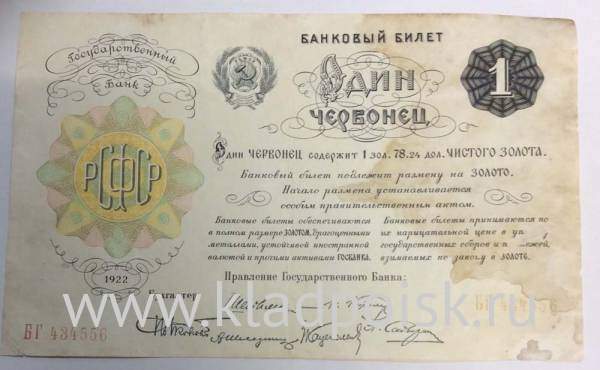 Государственный
Банк
БАНКОВЫЙ БИЛЕТ
ОДИН
ЧЕРВОНЕЦ
1
Один ЧЕРВОНЕЦ содержит 1 зол. 78.24 дол. ЧИСТОГО ЗОЛОТА.
Банковый билет подлежит размену на ЗОЛОТО.
Начало размена устанавливается
особым правительственным актом.
РСФСР
Банковые билеты обеспечиваются
в полном размере ЗОЛОТОМ, драгоценными
металлами, устойчивой иностранной
валютой и прочими активами ГОСБАНКА.
Банковые билеты принимаются по
их нарицательной цене в
государственных сборов и
взимаемых по закону в ЗОЛОТЕ.
1922
Правление Государственного Банка:
www.kladpoisk.ru
БГ 434556
БГ 434556